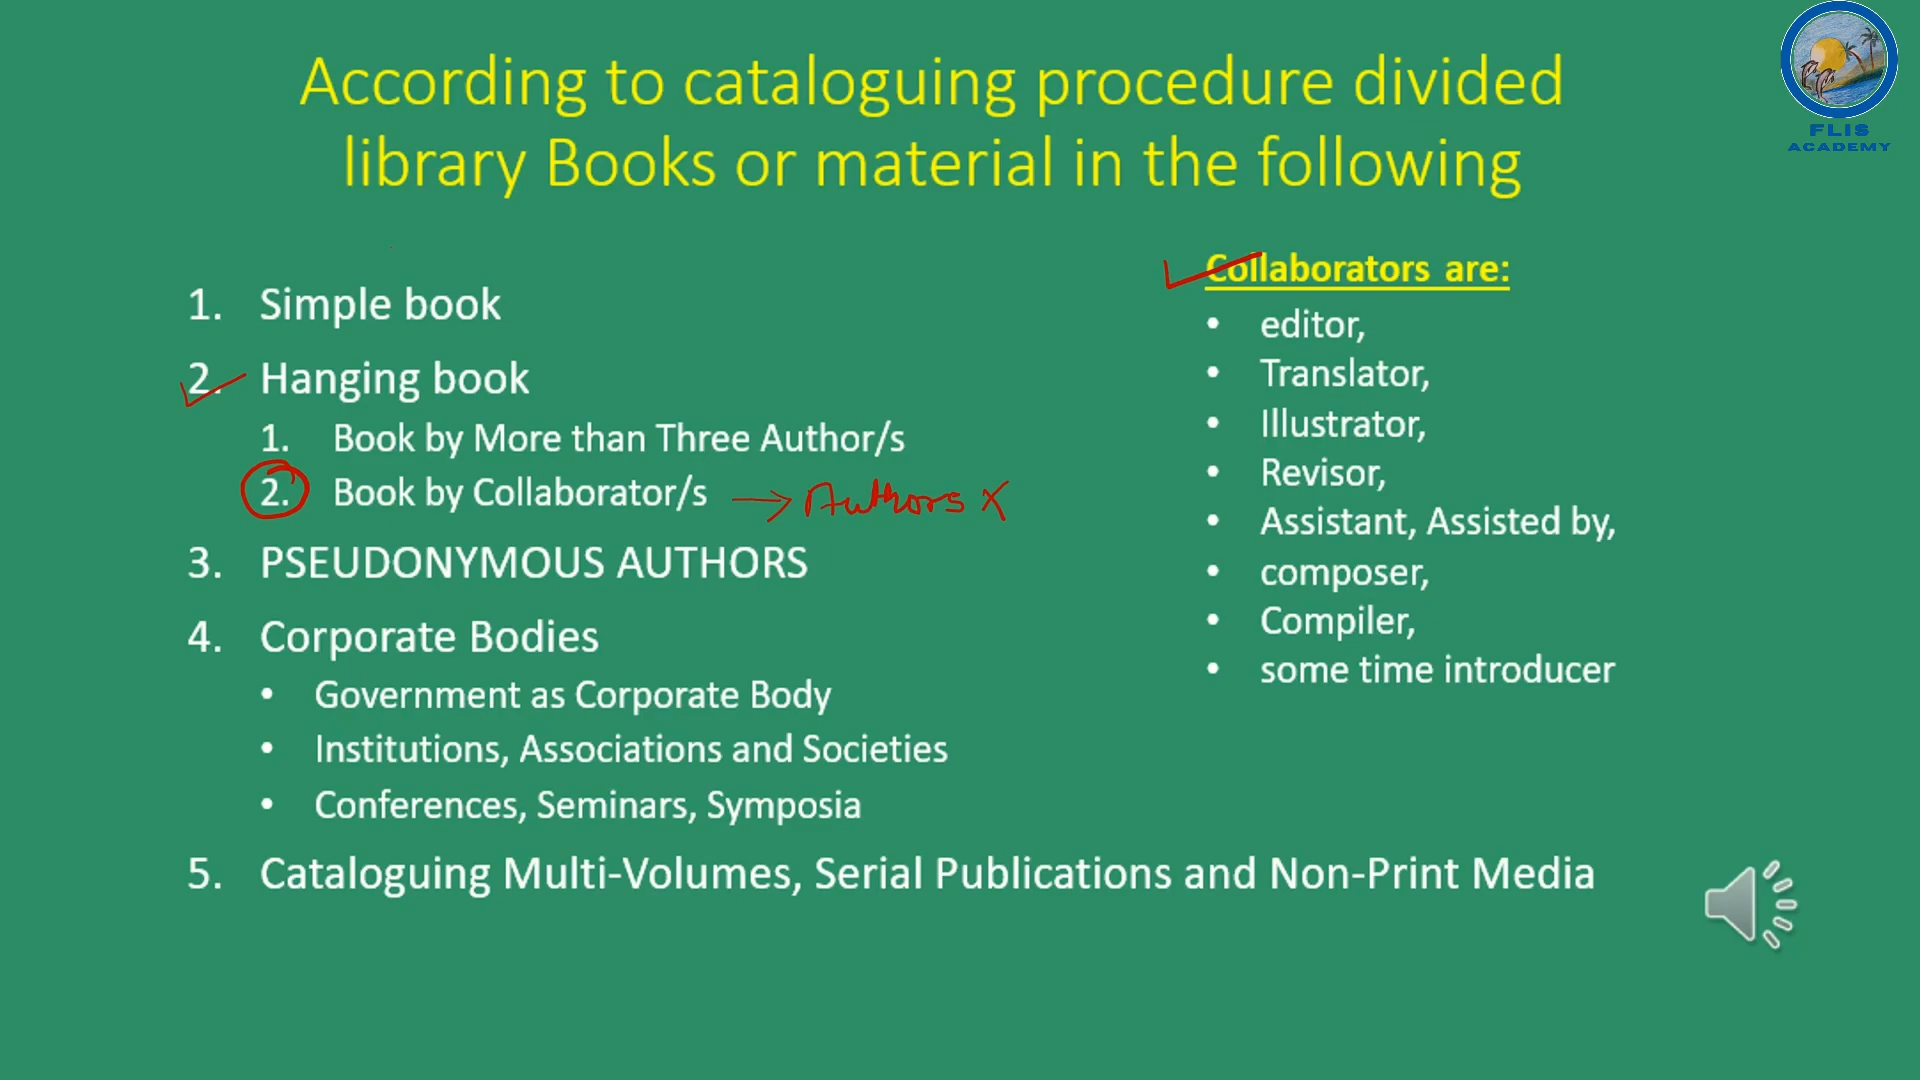 According to cataloguing procedure divided
library Books or material in the following
FLIS
ACADEMY
1. Simple book
2. Hanging book
1. Book by More than Three Author/s
2. Book by Collaborator/s → Authors X
3. PSEUDONYMOUS AUTHORS
4. Corporate Bodies
• Government as Corporate Body
• Institutions, Associations and Societies
• Conferences, Seminars, Symposia
5. Cataloguing Multi-Volumes, Serial Publications and Non-Print Media
Collaborators are:
• editor,
• Translator,
• Illustrator,
• Revisor,
• Assistant, Assisted by,
• composer,
• Compiler,
• some time introducer